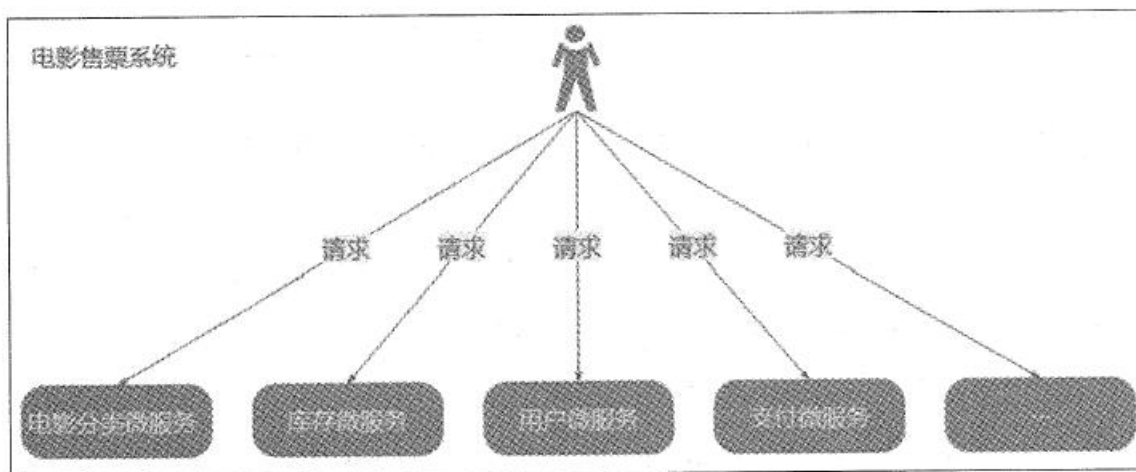 电影售票系统
请求 请求 请求 请求 请求
电影分类微服务 库存微服务 用户微服务 支付微服务 ...